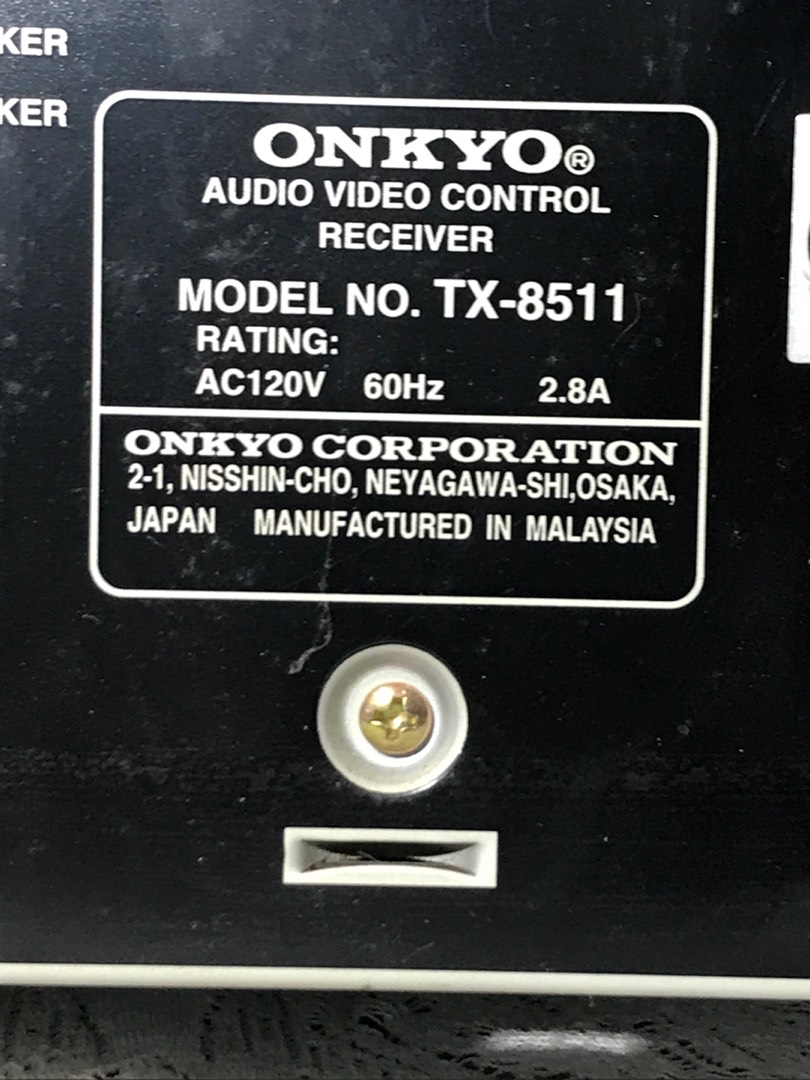 KER
KER
ONKYO®
AUDIO VIDEO CONTROL
RECEIVER
MODEL NO. TX-8511
RATING:
AC120V 60Hz 2.8A
ONKYO CORPORATION
2-1, NISSHIN-CHO, NEYAGAWA-SHI,OSAKA,
JAPAN MANUFACTURED IN MALAYSIA